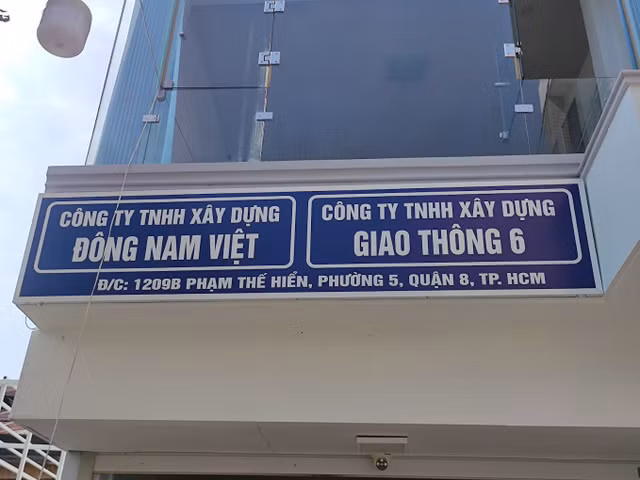 CÔNG TY TNHH XÂY DỰNG
ĐÔNG NAM VIỆT
CÔNG TY TNHH XÂY DỰNG
GIAO THÔNG 6
Đ/C: 1209B PHẠM THẾ HIỂN, PHƯỜNG 5, QUẬN 8, TP. HCM